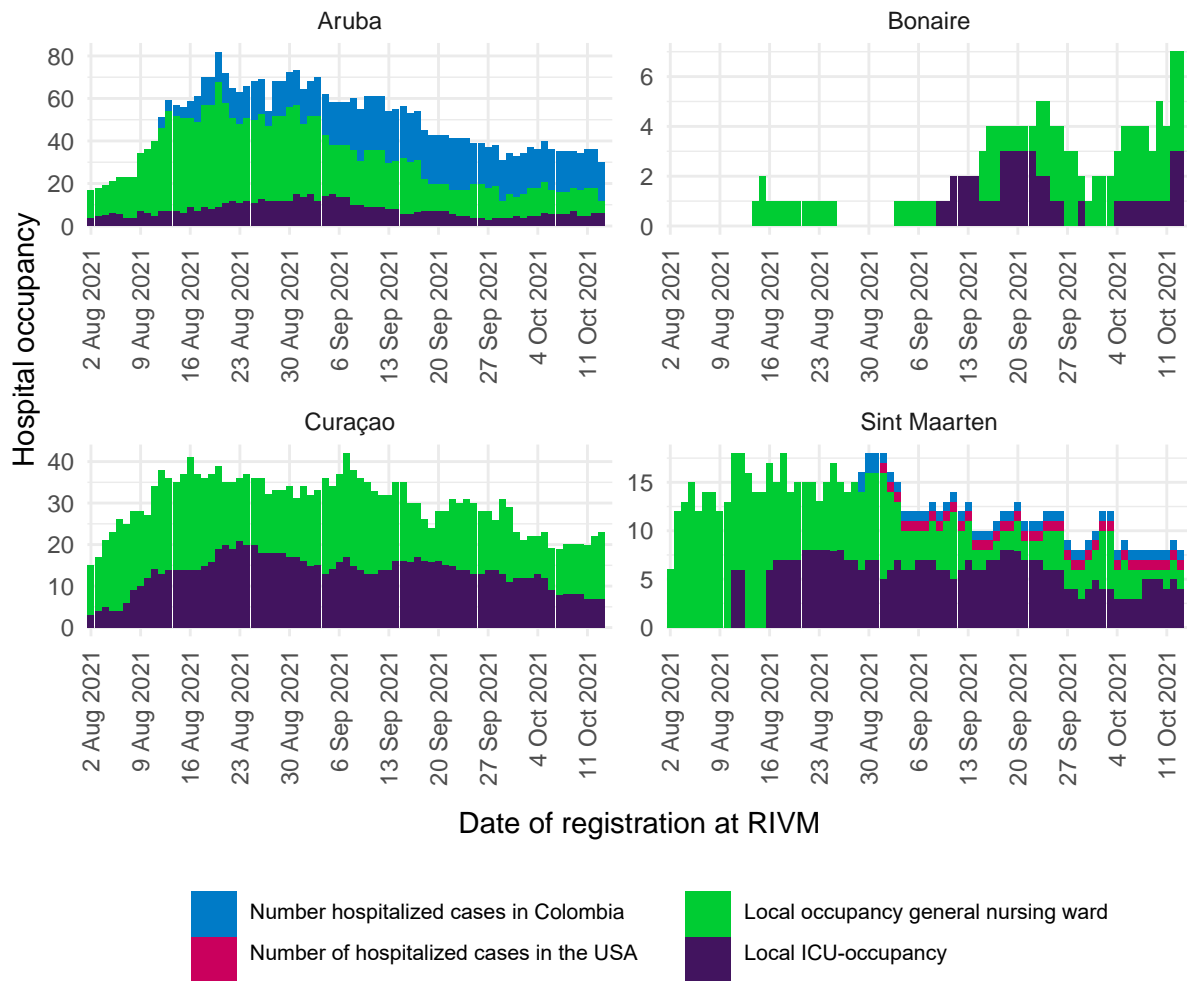 Aruba
Bonaire
80
60
40
20
0
6
4
2
0
2 Aug 2021
9 Aug 2021
16 Aug 2021
23 Aug 2021
30 Aug 2021
6 Sep 2021
13 Sep 2021
20 Sep 2021
27 Sep 2021
4 Oct 2021
11 Oct 2021
2 Aug 2021
9 Aug 2021
16 Aug 2021
23 Aug 2021
30 Aug 2021
6 Sep 2021
13 Sep 2021
20 Sep 2021
27 Sep 2021
4 Oct 2021
11 Oct 2021
Hospital occupancy
Curaçao
Sint Maarten
40
30
20
10
0
15
10
5
0
2 Aug 2021
9 Aug 2021
16 Aug 2021
23 Aug 2021
30 Aug 2021
6 Sep 2021
13 Sep 2021
20 Sep 2021
27 Sep 2021
4 Oct 2021
11 Oct 2021
2 Aug 2021
9 Aug 2021
16 Aug 2021
23 Aug 2021
30 Aug 2021
6 Sep 2021
13 Sep 2021
20 Sep 2021
27 Sep 2021
4 Oct 2021
11 Oct 2021
Date of registration at RIVM
Number hospitalized cases in Colombia
Number of hospitalized cases in the USA
Local occupancy general nursing ward
Local ICU-occupancy